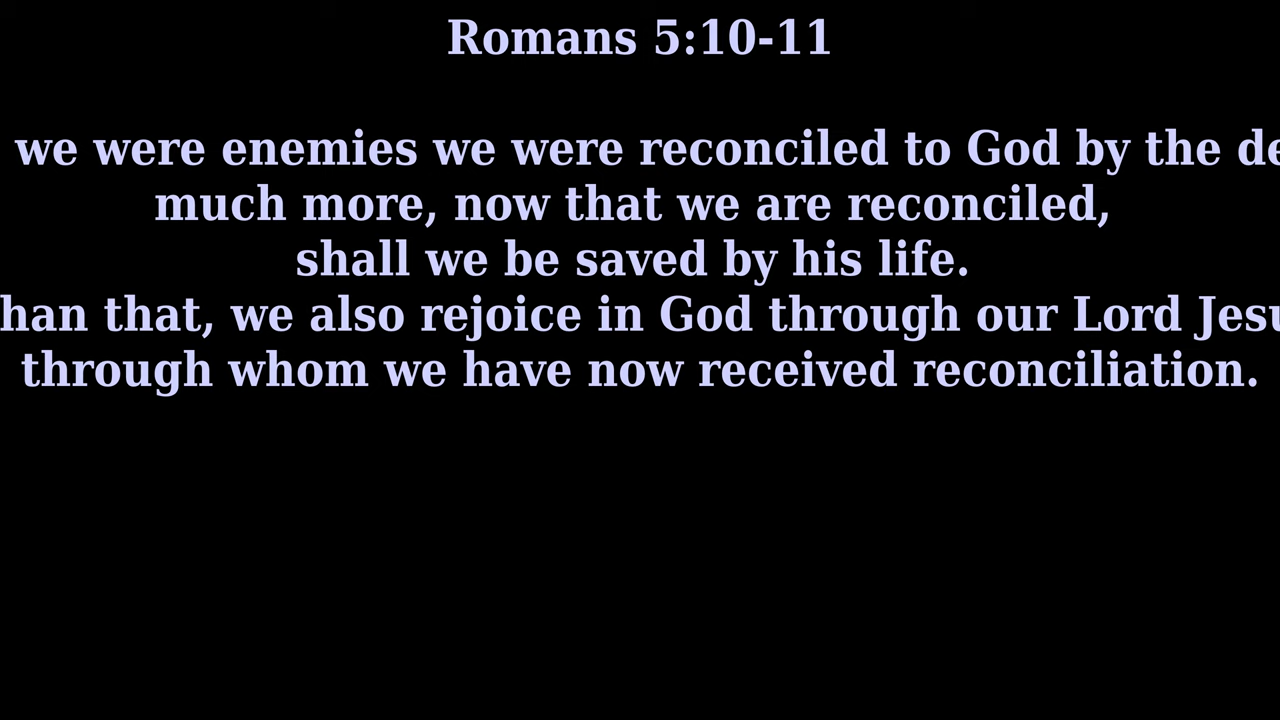 Romans 5:10-11
we were enemies we were reconciled to God by the
much more, now that we are reconciled,
shall we be saved by his life.
that, we also rejoice in God through our Lord
through whom we have now received reconciliation.